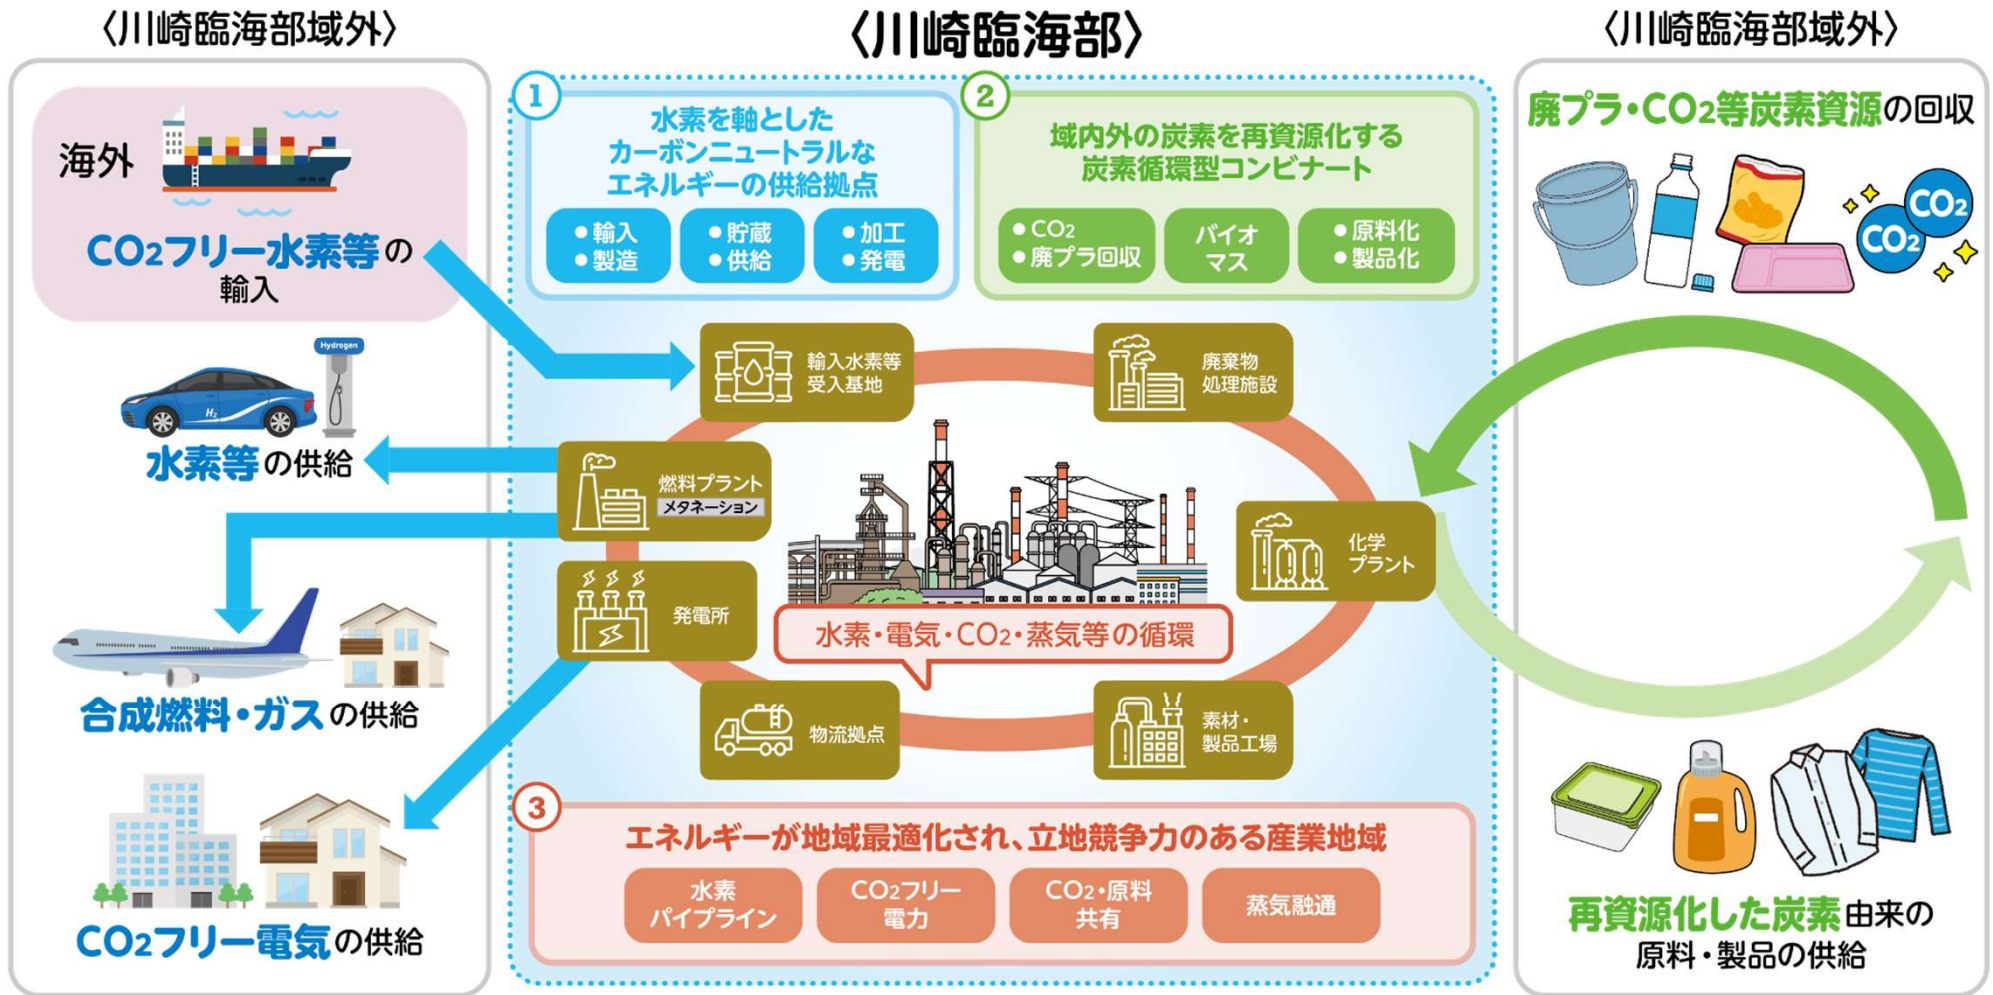 〈川崎臨海部域外〉
海外
CO2フリー水素等の
輸入
Hydrogen
H2
水素等の供給
合成燃料・ガスの供給
CO2フリー電気の供給
〈川崎臨海部〉
1
水素を軸とした
カーボンニュートラルな
エネルギーの供給拠点
●輸入
●製造
●貯蔵
●供給
●加工
●発電
2
域内外の炭素を再資源化する
炭素循環型コンビナート
●CO2
●廃プラ回収
バイオ
マス
●原料化
●製品化
輸入水素等
受入基地
廃棄物
処理施設
燃料プラント
メタネーション
化学
プラント
発電所
水素・電気・CO2・蒸気等の循環
物流拠点
素材・
製品工場
3
エネルギーが地域最適化され、立地競争力のある産業地域
水素
パイプライン
CO2フリー
電力
CO2・原料
共有
蒸気融通
〈川崎臨海部域外〉
廃プラ・CO2等炭素資源の回収
CO2
CO2
再資源化した炭素由来の
原料・製品の供給